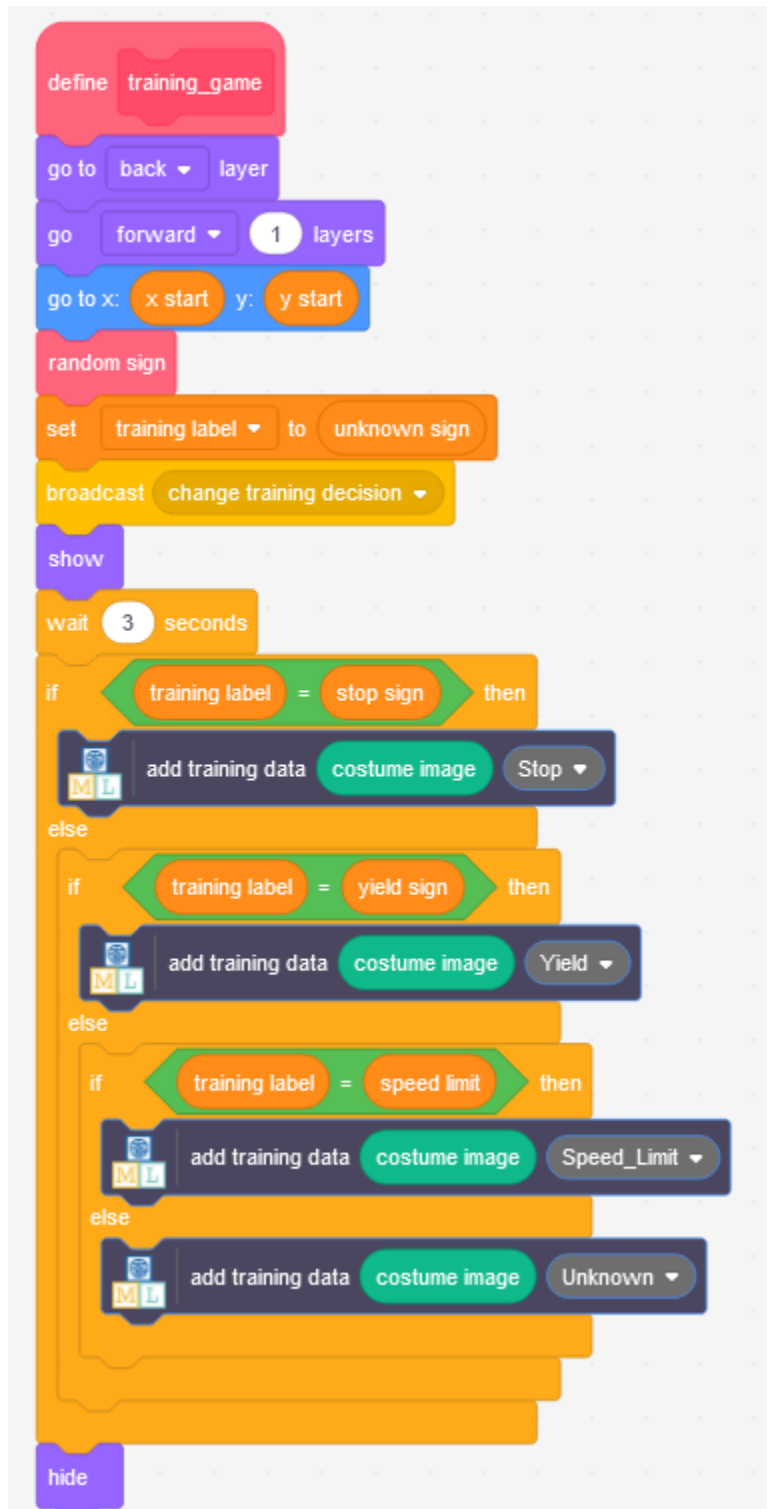 define training_game
go to back layer
go forward 1 layers
go to x: x start y: y start
random sign
set training label to unknown sign
broadcast change training decision
show
wait 3 seconds
if training label = stop sign then
ML add training data costume image Stop
else
if training label = yield sign then
ML add training data costume image Yield
else
if training label = speed limit then
ML add training data costume image Speed_Limit
else
ML add training data costume image Unknown
hide